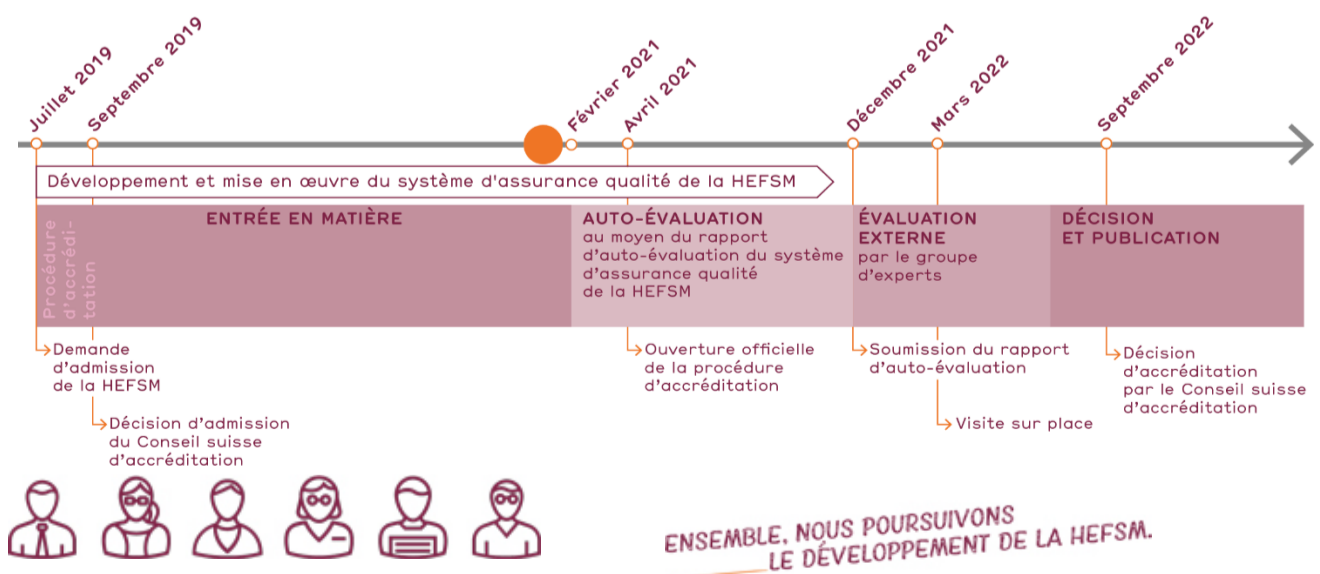 Juillet 2019
Septembre 2019
Février 2021
Avril 2021
Décembre 2021
Mars 2022
Septembre 2022
Développement et mise en œuvre du système d'assurance qualité de la HEFSM
Procédure
d'accrédi-
tation
ENTRÉE EN MATIÈRE
AUTO-ÉVALUATION
au moyen du rapport
d'auto-évaluation du système
d'assurance qualité
de la HEFSM
ÉVALUATION
EXTERNE
par le groupe
d'experts
DÉCISION
ET PUBLICATION
Demande
d'admission
de la HEFSM
Décision d'admission
du Conseil suisse
d'accréditation
Ouverture officielle
de la procédure
d'accréditation
Soumission du rapport
d'auto-évaluation
Visite sur place
Décision
d'accréditation
par le Conseil suisse
d'accréditation
ENSEMBLE, NOUS POURSUIVONS
LE DÉVELOPPEMENT DE LA HEFSM.